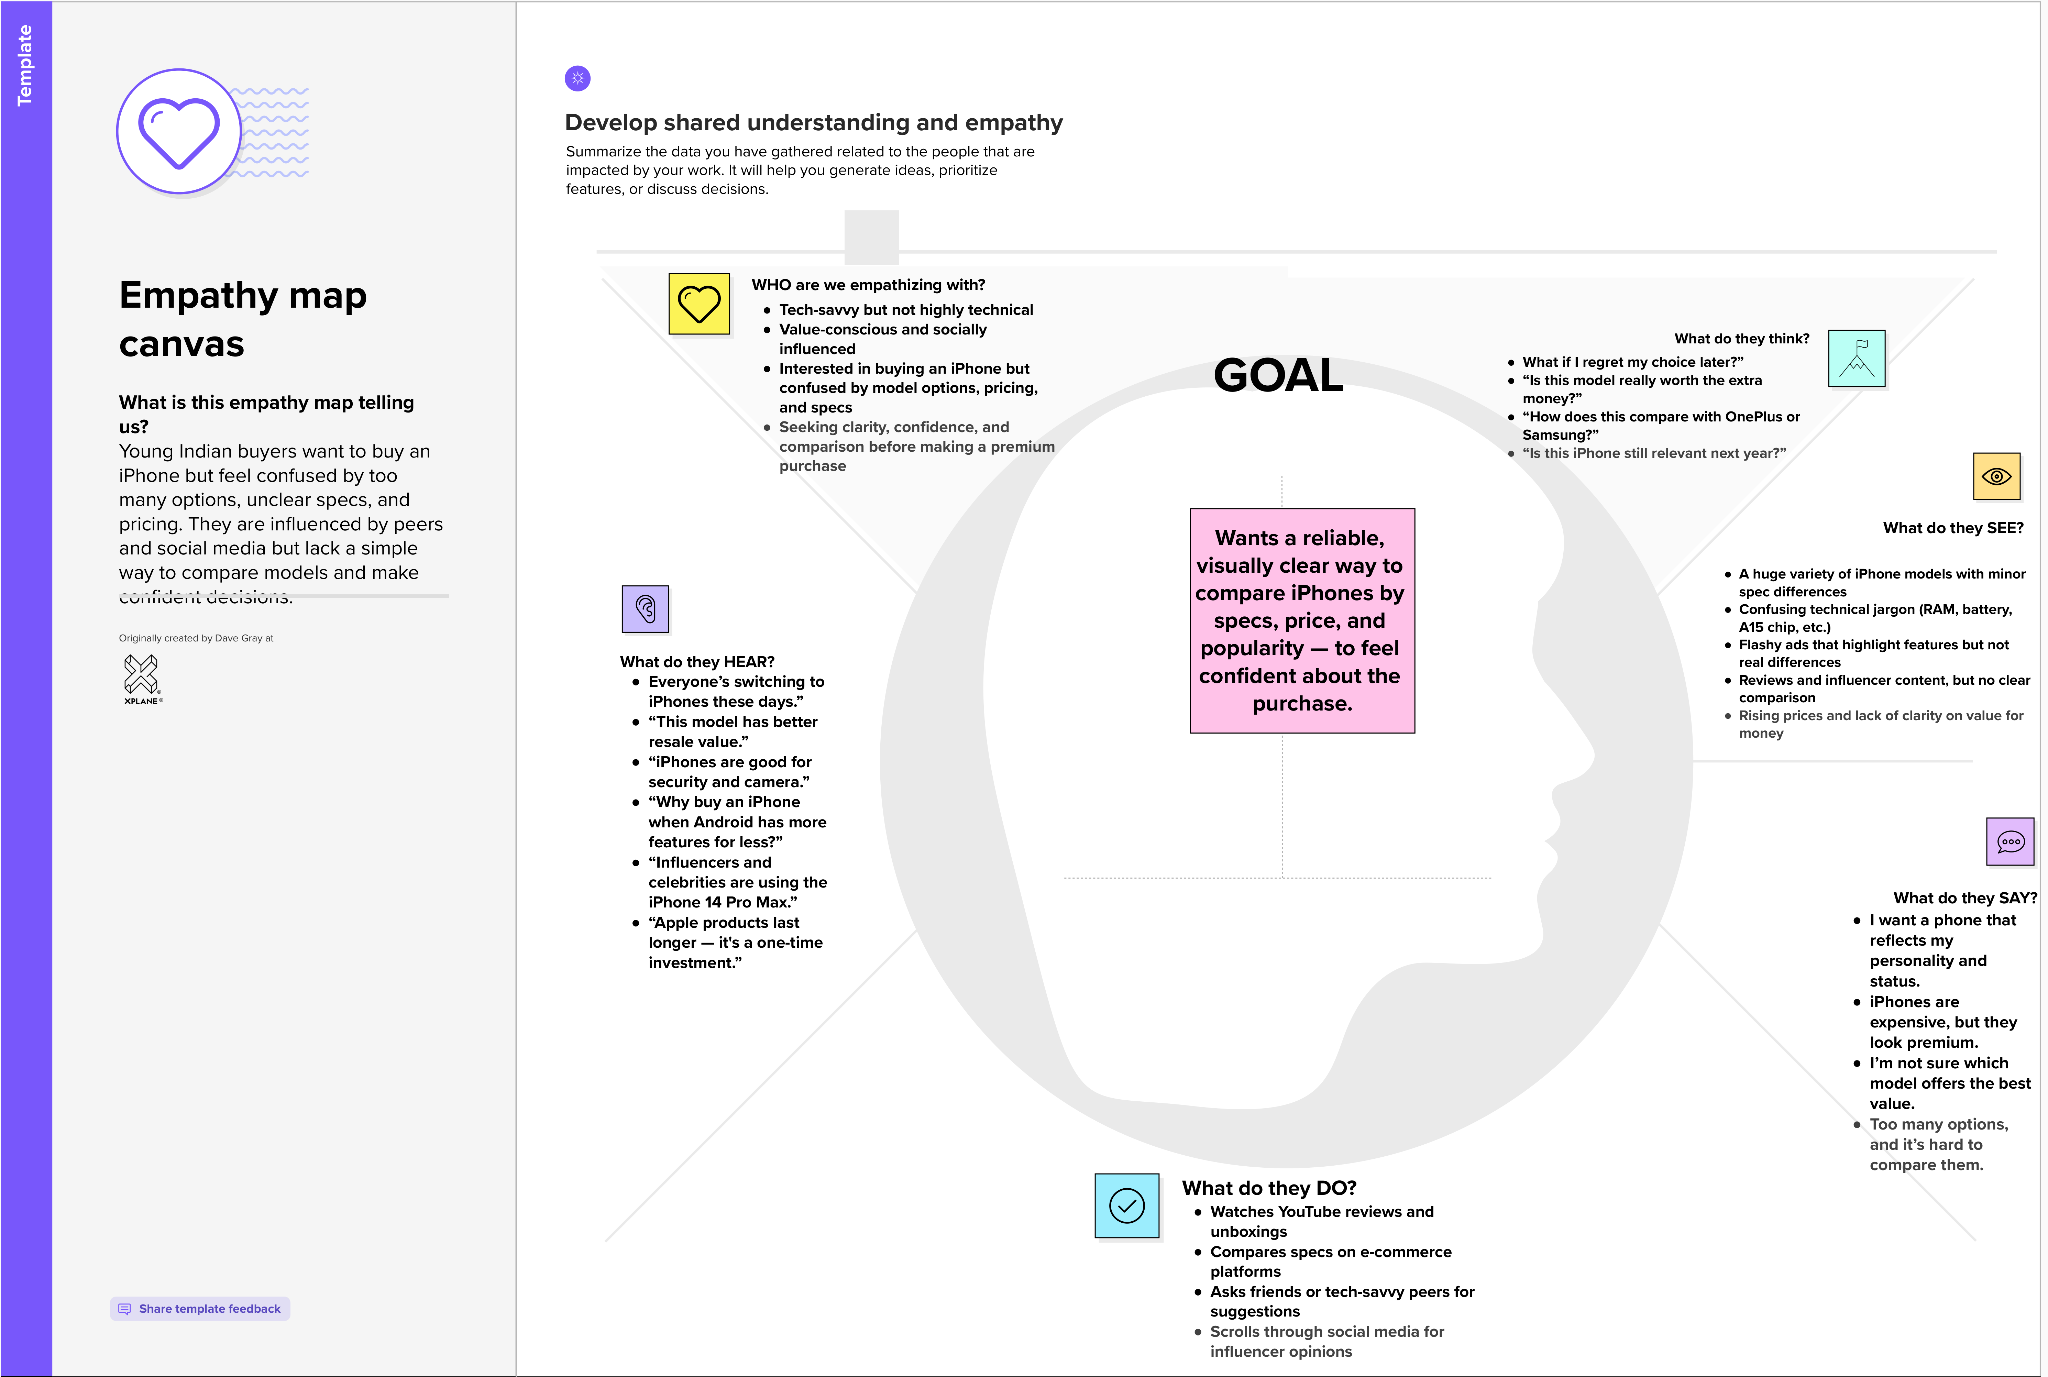 Template
Empathy map
canvas
What is this empathy map telling
us?
Young Indian buyers want to buy an
iPhone but feel confused by too
many options, unclear specs, and
pricing. They are influenced by peers
and social media but lack a simple
way to compare models and make
confident decisions.
Originally created by Dave Gray at
XPLANE®
Share template feedback
Develop shared understanding and empathy
Summarize the data you have gathered related to the people that are
impacted by your work. It will help you generate ideas, prioritize
features, or discuss decisions.
WHO are we empathizing with?
● Tech-savvy but not highly technical
● Value-conscious and socially
influenced
● Interested in buying an iPhone but
confused by model options, pricing,
and specs
● Seeking clarity, confidence, and
comparison before making a premium
purchase
GOAL
Wants a reliable,
visually clear way to
compare iPhones by
specs, price, and
popularity — to feel
confident about the
purchase.
What do they think?
● What if I regret my choice later?”
● “Is this model really worth the extra
money?”
● “How does this compare with OnePlus or
Samsung?”
● “Is this iPhone still relevant next year?”
What do they SEE?
● A huge variety of iPhone models with minor
spec differences
● Confusing technical jargon (RAM, battery,
A15 chip, etc.)
● Flashy ads that highlight features but not
real differences
● Reviews and influencer content, but no clear
comparison
● Rising prices and lack of clarity on value for
money
What do they HEAR?
● Everyone’s switching to
iPhones these days.”
● “This model has better
resale value.”
● “iPhones are good for
security and camera.”
● “Why buy an iPhone
when Android has more
features for less?”
● “Influencers and
celebrities are using the
iPhone 14 Pro Max.”
● “Apple products last
longer — it's a one-time
investment.”
What do they SAY?
● I want a phone that
reflects my
personality and
status.
● iPhones are
expensive, but they
look premium.
● I’m not sure which
model offers the best
value.
● Too many options,
and it’s hard to
compare them.
What do they DO?
● Watches YouTube reviews and
unboxings
● Compares specs on e-commerce
platforms
● Asks friends or tech-savvy peers for
suggestions
● Scrolls through social media for
influencer opinions